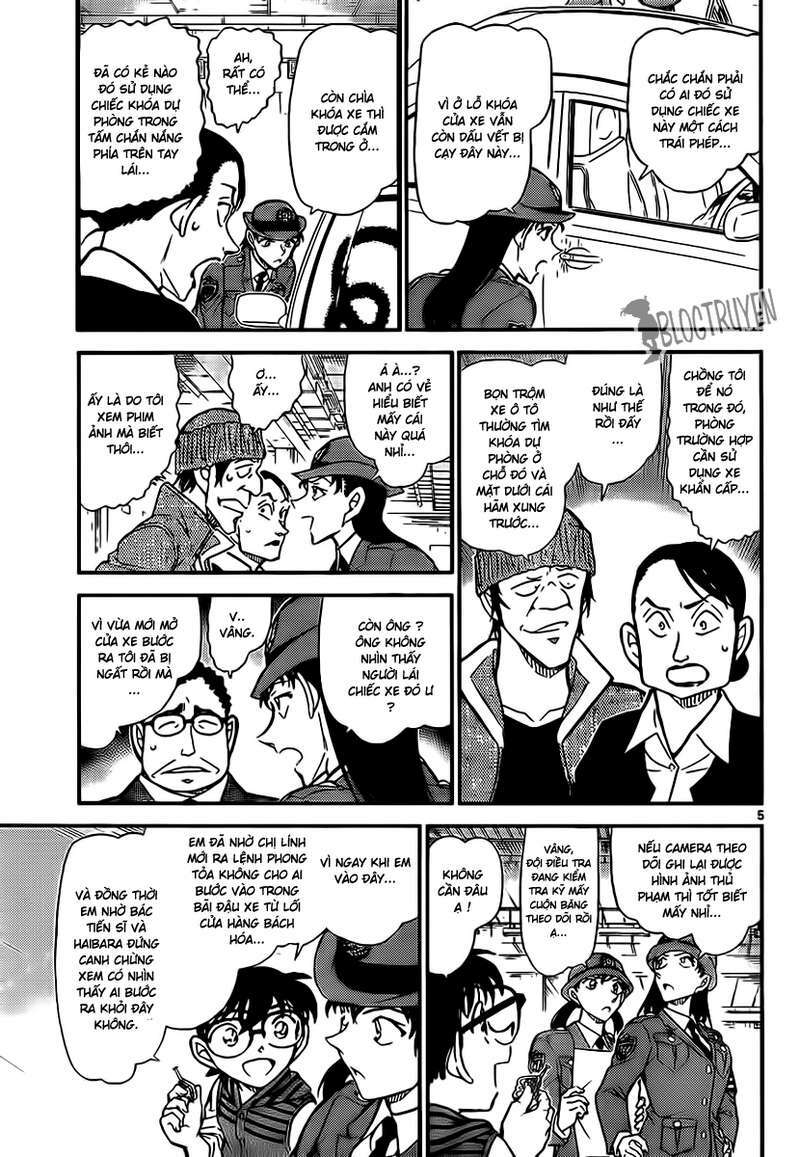 CHẮC CHẮN PHẢI
CÓ AI ĐÓ SỬ
DỤNG CHIẾC XE
NÀY MỘT CÁCH
TRÁI PHÉP...
VÌ Ở LỖ KHÓA
CỬA XE VẪN
CÒN DẤU VẾT BỊ
CẠY ĐÂY NÀY...
CÒN CHÌA
KHÓA XE THÌ
ĐƯỢC CẮM
TRONG Ở...
AH,
RẤT CÓ
THỂ...
ĐÃ CÓ KẺ NÀO
ĐÓ SỬ DỤNG
CHIẾC KHÓA DỰ
PHÒNG TRONG
TẤM CHẮN NẮNG
PHÍA TRÊN TAY
LÁI...
BLOGTRUYEN
CHỒNG TÔI
ĐỂ NÓ
TRONG ĐÓ,
PHÒNG
TRƯỜNG HỢP
CẦN SỬ
DỤNG XE
KHẨN CẤP...
ĐÚNG LÀ
NHƯ THẾ
RỒI ĐẤY
...
BỌN TRỘM
XE Ô TÔ
THƯỜNG TÌM
KHÓA DỰ
PHÒNG Ở
CHỖ ĐÓ VÀ
MẶT DƯỚI CÁI
HÃM XUNG
TRƯỚC...
Á À...?
ANH CÓ VẺ
HIỂU BIẾT
MẤY CÁI
NÀY QUÁ
NHỈ...
Ơ...
ẤY...
ẤY LÀ DO TÔI
XEM PHIM
ẢNH MÀ BIẾT
THÔI...
CÒN ÔNG ?
ÔNG KHÔNG
NHÌN THẤY
NGƯỜI LÁI
CHIẾC XE ĐÓ Ư
?
V..
VÂNG.
VÌ VỪA MỚI MỞ
CỬA XE BƯỚC
RA TÔI ĐÃ BỊ
NGẤT RỒI MÀ
...
5
NẾU CAMERA THEO
DÕI GHI LẠI ĐƯỢC
HÌNH ẢNH THỦ
PHẠM THÌ TỐT BIẾT
MẤY NHỈ...
VÂNG,
ĐỘI ĐIỀU TRA
ĐANG KIỂM
TRA KỸ MẤY
CUỘN BĂNG
THEO DÕI RỒI
Ạ...
KHÔNG
CẦN ĐÂU
Ạ !
VÌ NGAY KHI EM
VÀO ĐÂY...
EM ĐÃ NHỜ CHỊ LÍNH
MỚI RA LỆNH PHONG
TỎA KHÔNG CHO AI
BƯỚC VÀO TRONG
BÃI ĐẬU XE TỪ LỐI
CỬA HÀNG BÁCH
HÓA...
VÀ ĐỒNG THỜI
EM NHỜ BÁC
TIẾN SĨ VÀ
HAIBARA ĐỨNG
CANH CHỪNG
XEM CÓ NHÌN
THẤY AI BƯỚC
RA KHỎI ĐÂY
KHÔNG.